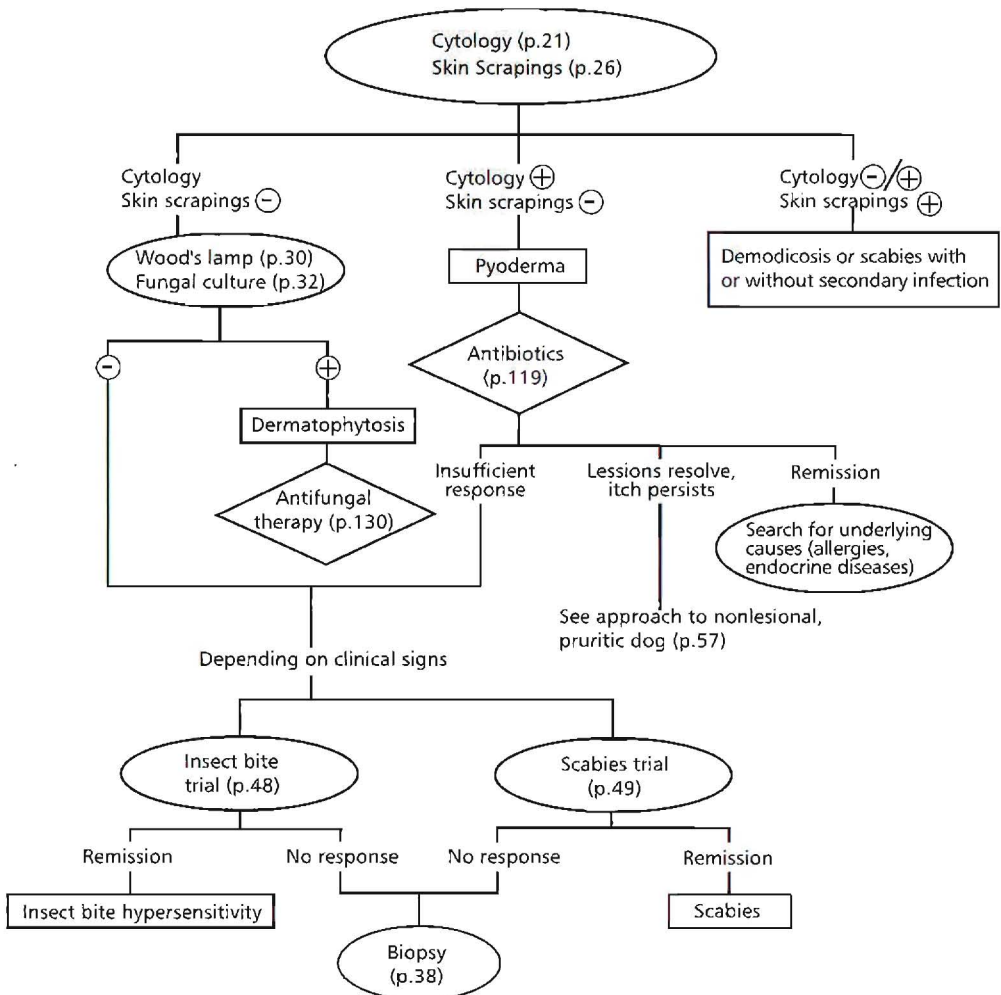 Cytology (p.21)
Skin Scrapings (p.26)
Cytology
Skin scrapings ⊖
Cytology ⊕
Skin scrapings ⊖
Cytology ⊖/⊕
Skin scrapings ⊕
Wood's lamp (p.30)
Fungal culture (p.32)
Pyoderma
Demodicosis or scabies with
or without secondary infection
⊖
⊕
Antibiotics
(p.119)
Dermatophytosis
Antifungal
therapy (p.130)
Insufficient
response
Lessions resolve,
itch persists
Remission
Search for underlying
causes (allergies,
endocrine diseases)
See approach to nonlesional,
pruritic dog (p.57)
Depending on clinical signs
Insect bite
trial (p.48)
Scabies trial
(p.49)
Remission
No response
No response
Remission
Insect bite hypersensitivity
Scabies
Biopsy
(p.38)